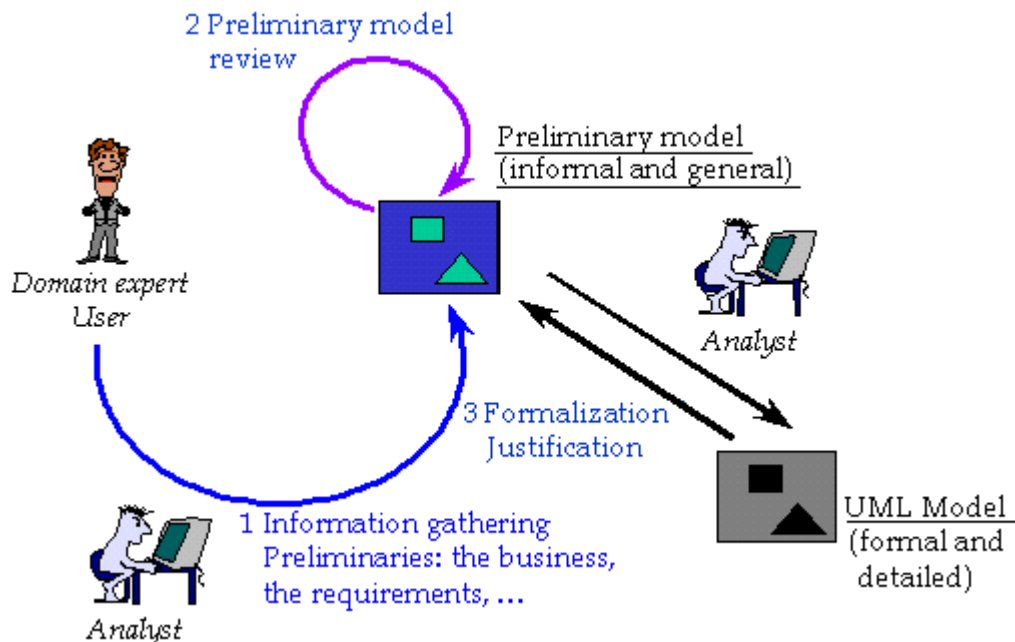 2 Preliminary model
review
Preliminary model
(informal and general)
Domain expert
User
Analyst
3 Formalization
Justification
1 Information gathering
Preliminaries: the business,
the requirements, ...
Analyst
UML Model
(formal and
detailed)